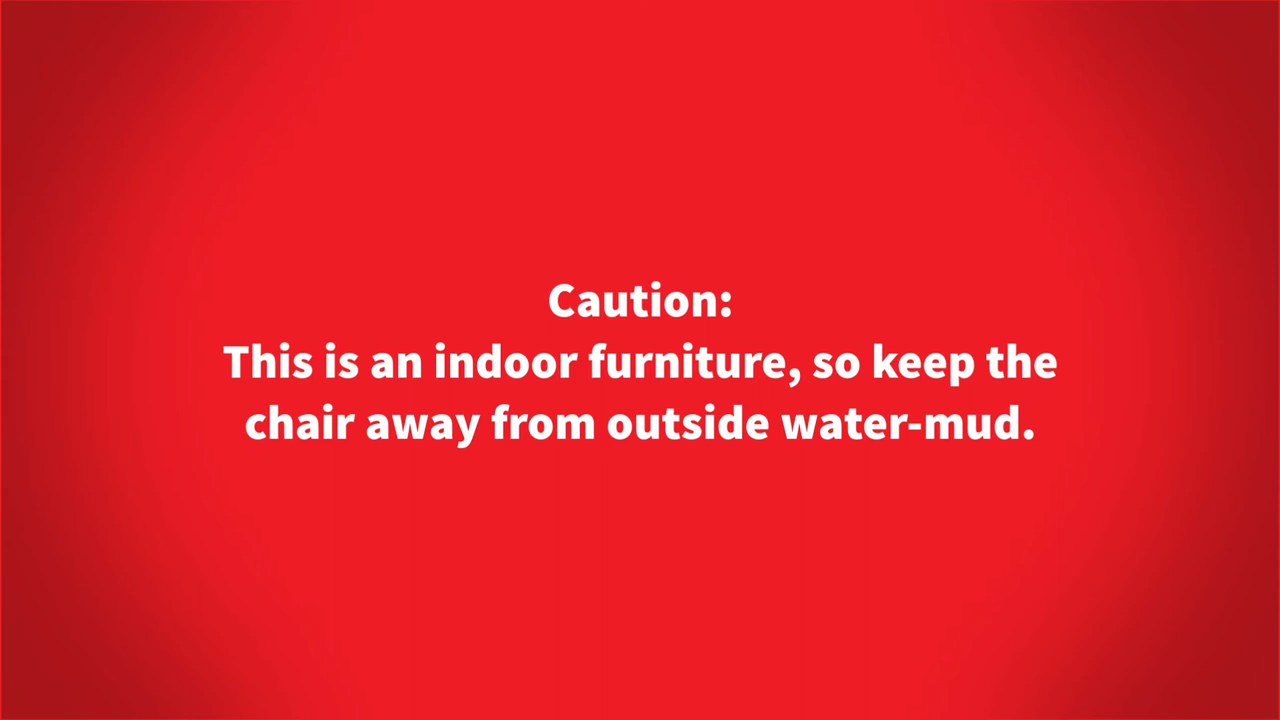 Caution:
This is an indoor furniture, so keep the
chair away from outside water-mud.